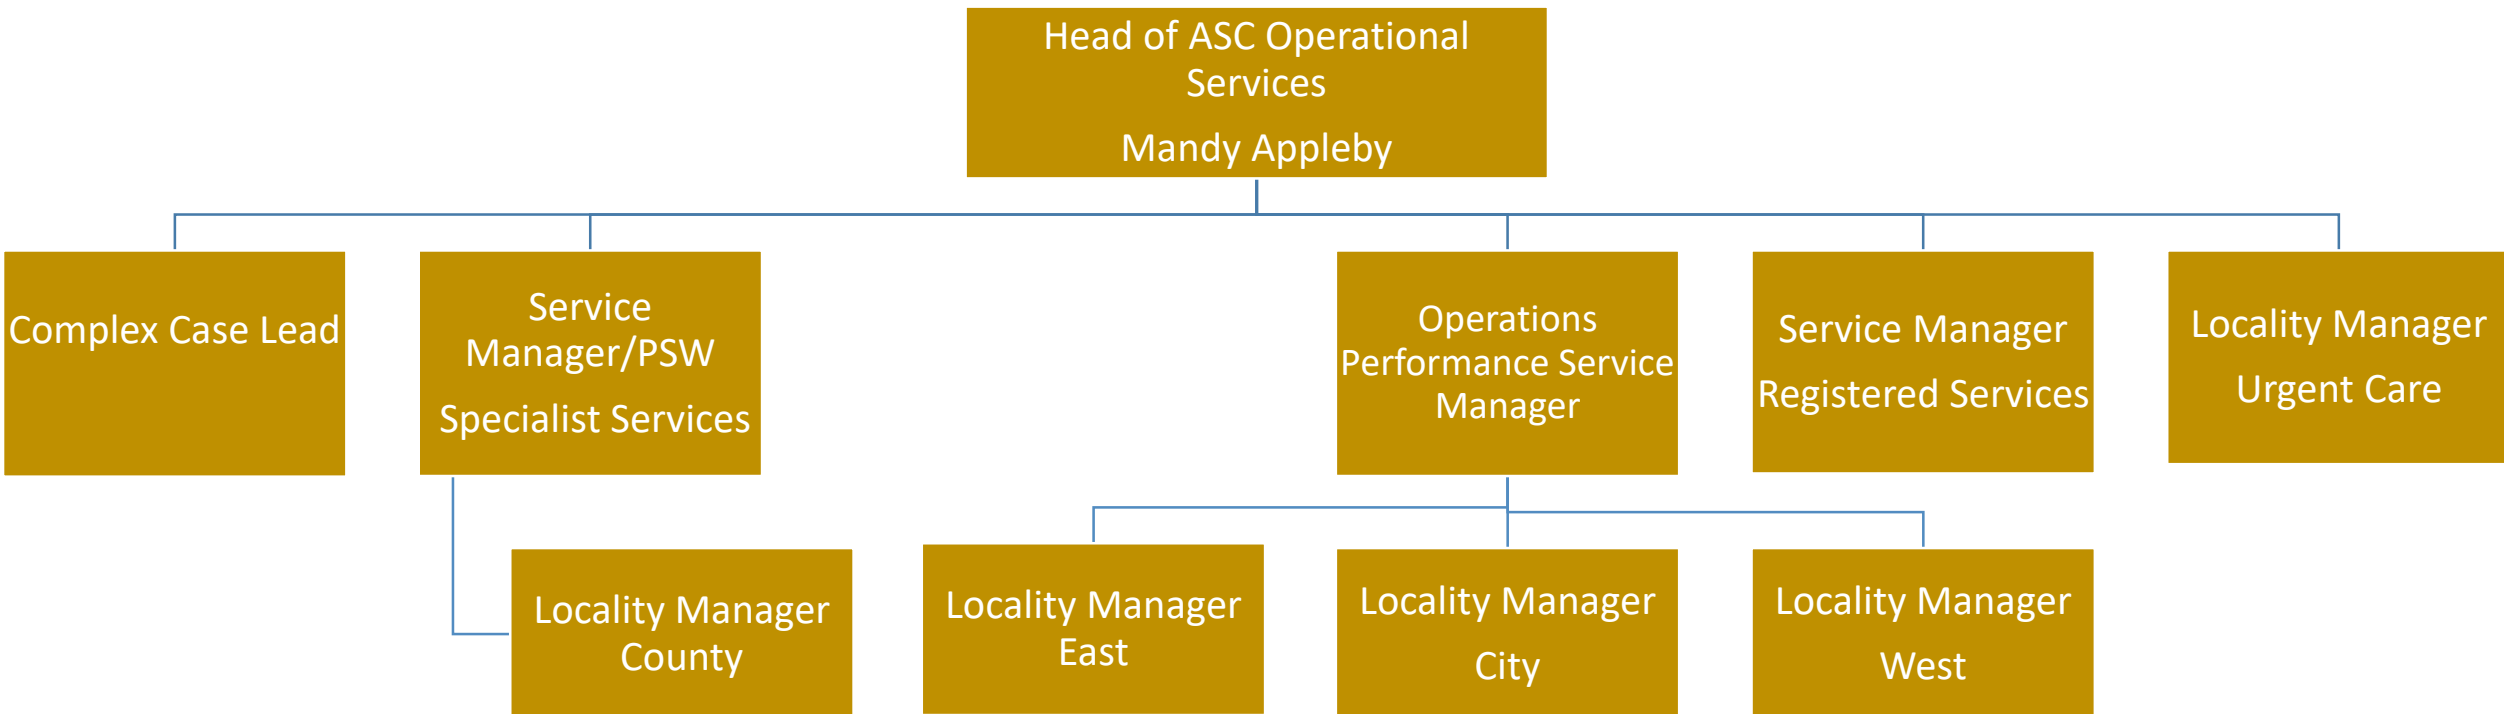 Head of ASC Operational
Services
Mandy Appleby
Complex Case Lead
Service
Manager/PSW
Specialist Services
Operations
Performance Service
Manager
Service Manager
Registered Services
Locality Manager
Urgent Care
Locality Manager
County
Locality Manager
East
Locality Manager
City
Locality Manager
West